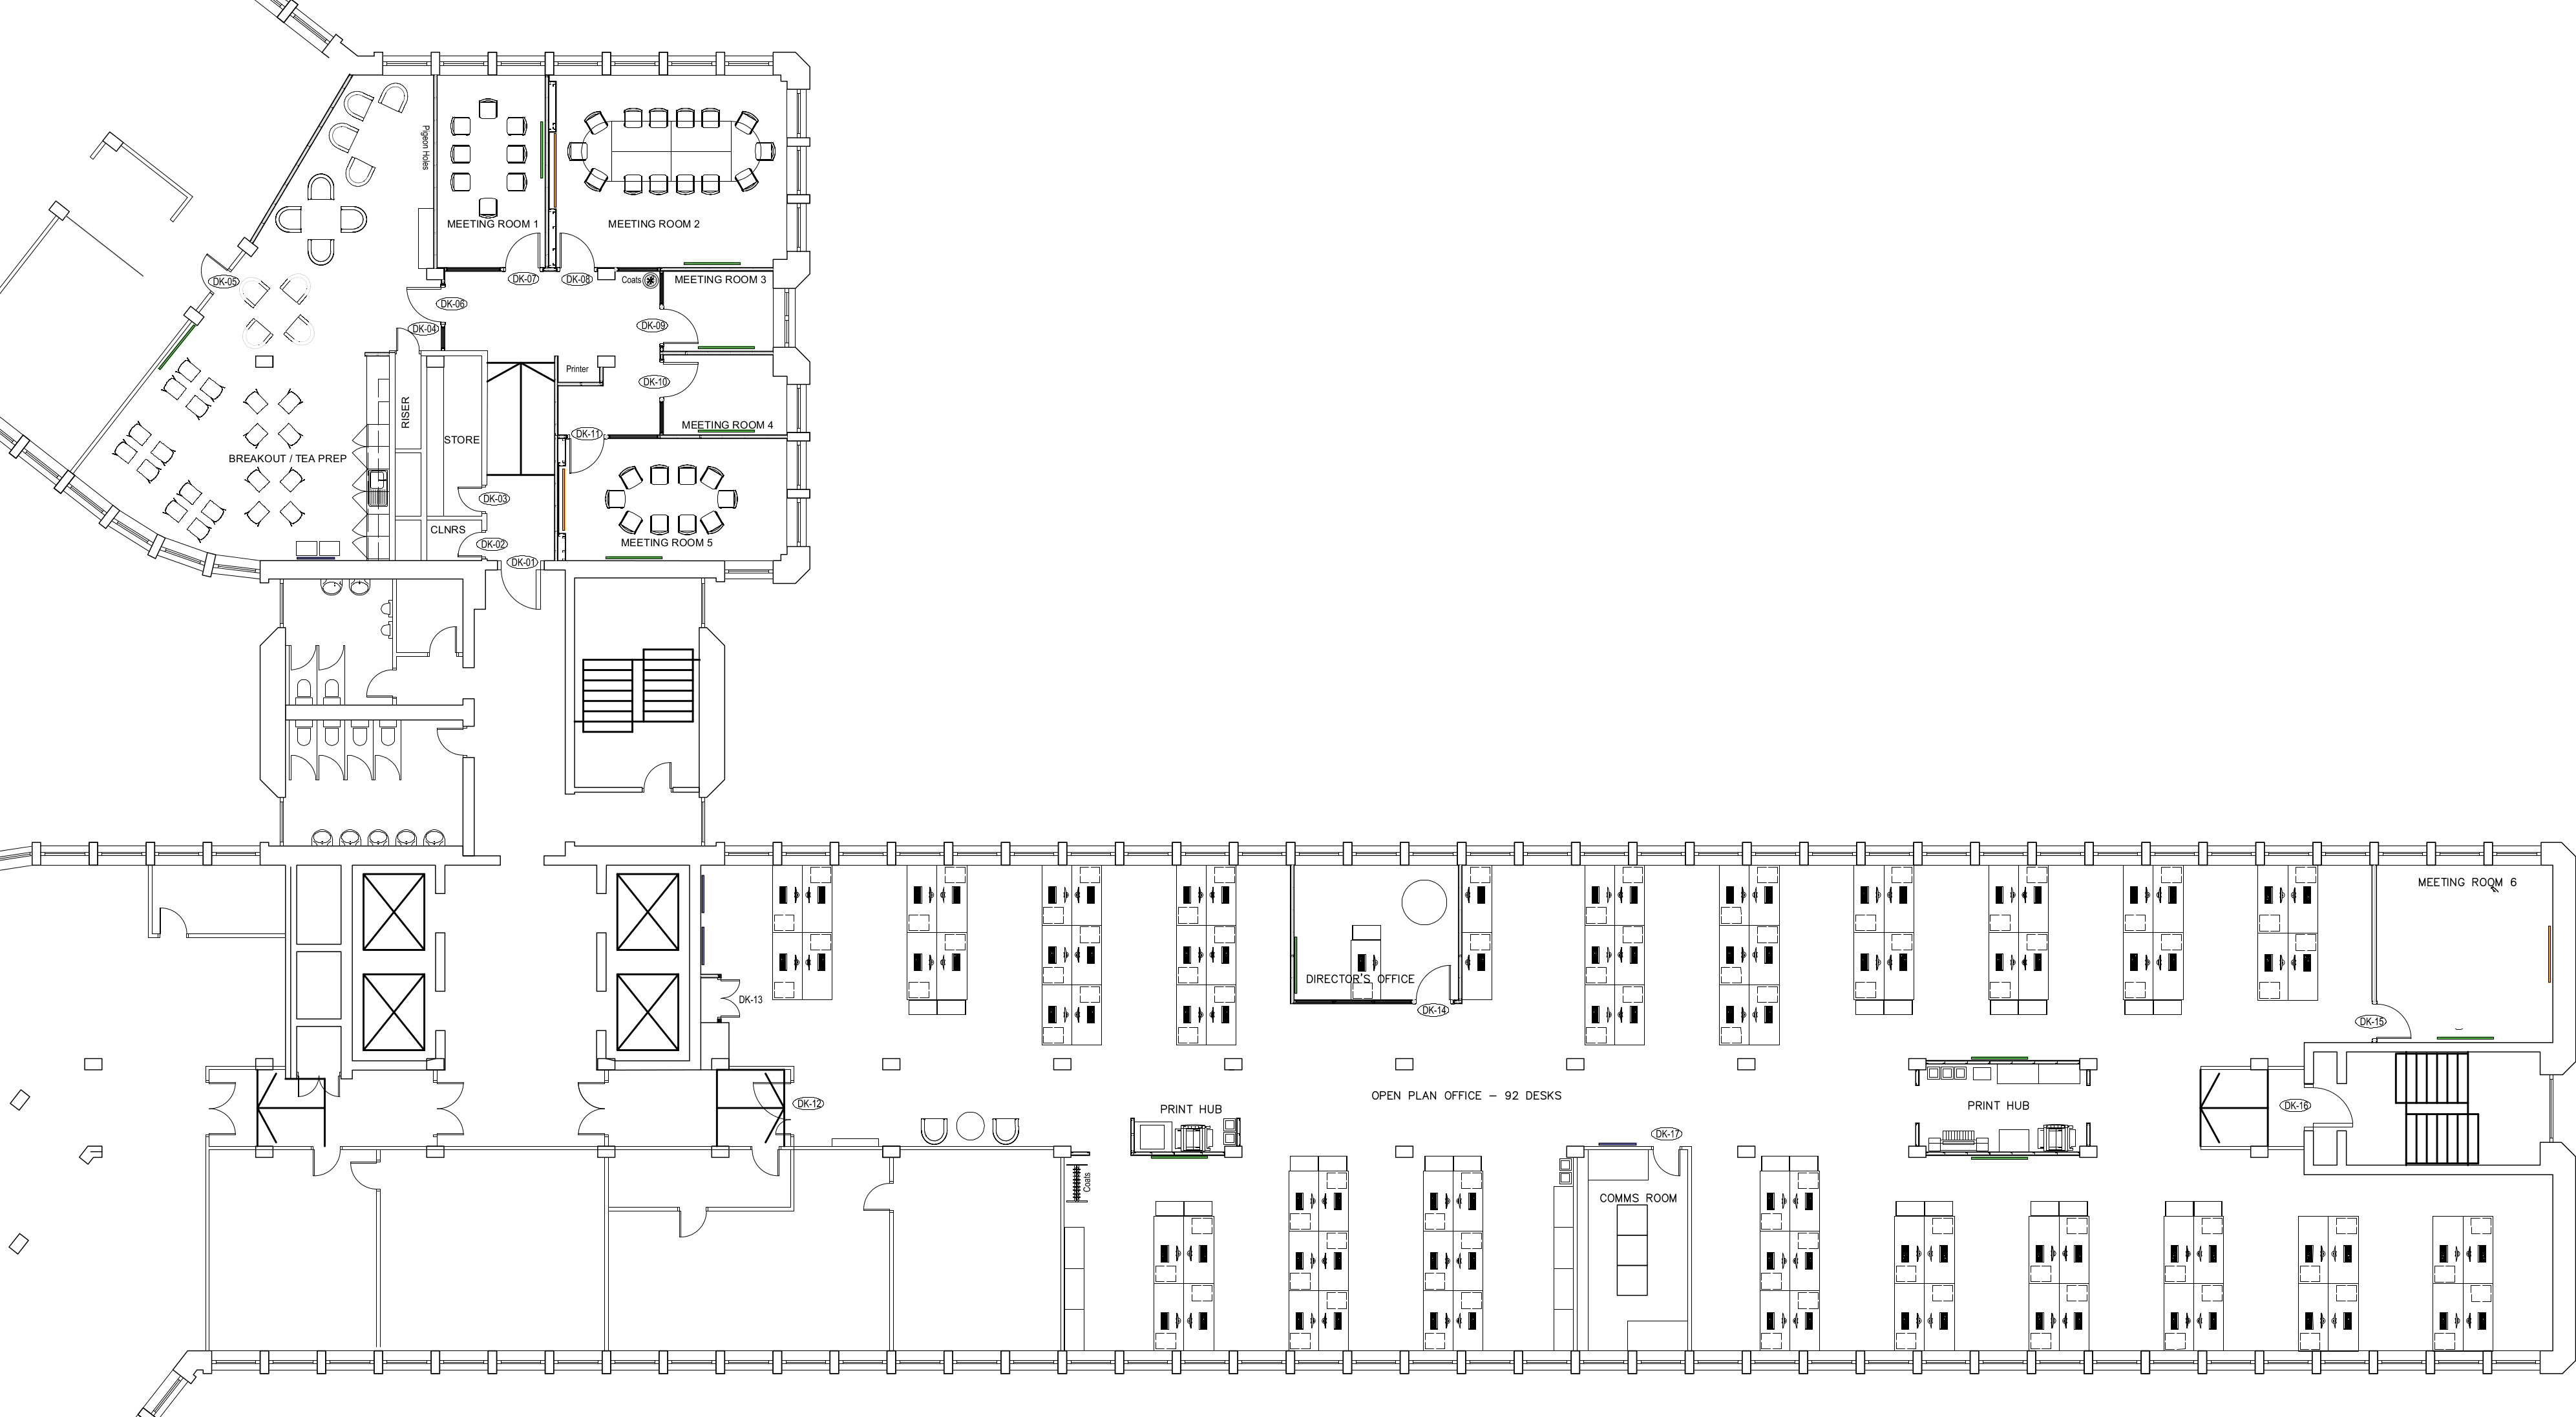 Pigeon Holes
MEETING ROOM 1
MEETING ROOM 2
DK-05
DK-07
DK-08
Coats
MEETING ROOM 3
DK-06
DK-04
DK-09
Printer
DK-10
RISER
STORE
MEETING ROOM 4
DK-11
BREAKOUT / TEA PREP
DK-03
CLNRS
DK-02
MEETING ROOM 5
DK-01
MEETING ROOM 6
DIRECTOR'S OFFICE
DK-13
DK-14
DK-15
OPEN PLAN OFFICE – 92 DESKS
DK-12
PRINT HUB
PRINT HUB
DK-16
DK-17
Coats
COMMS ROOM